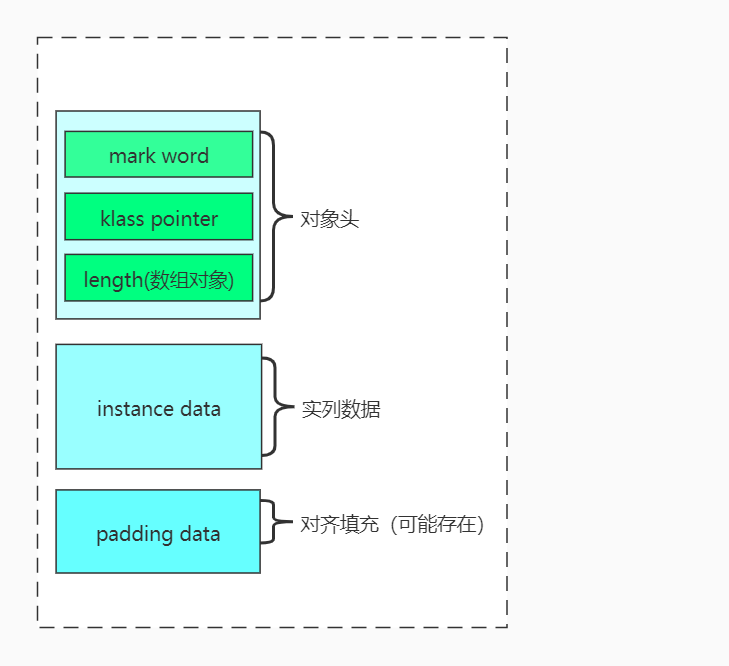 mark word
klass pointer
length(数组对象)
对象头
instance data
实列数据
padding data
对齐填充（可能存在）